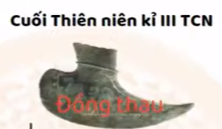 Cuối Thiên niên kỉ III TCN
Đồng thau